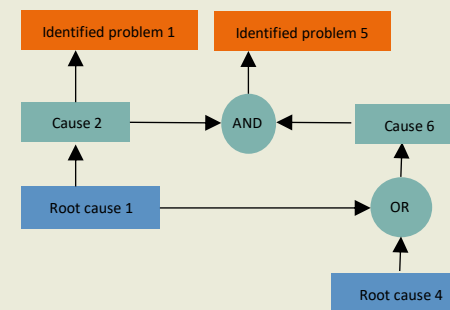 Identified problem 1
Identified problem 5
Cause 2
AND
Cause 6
Root cause 1
OR
Root cause 4